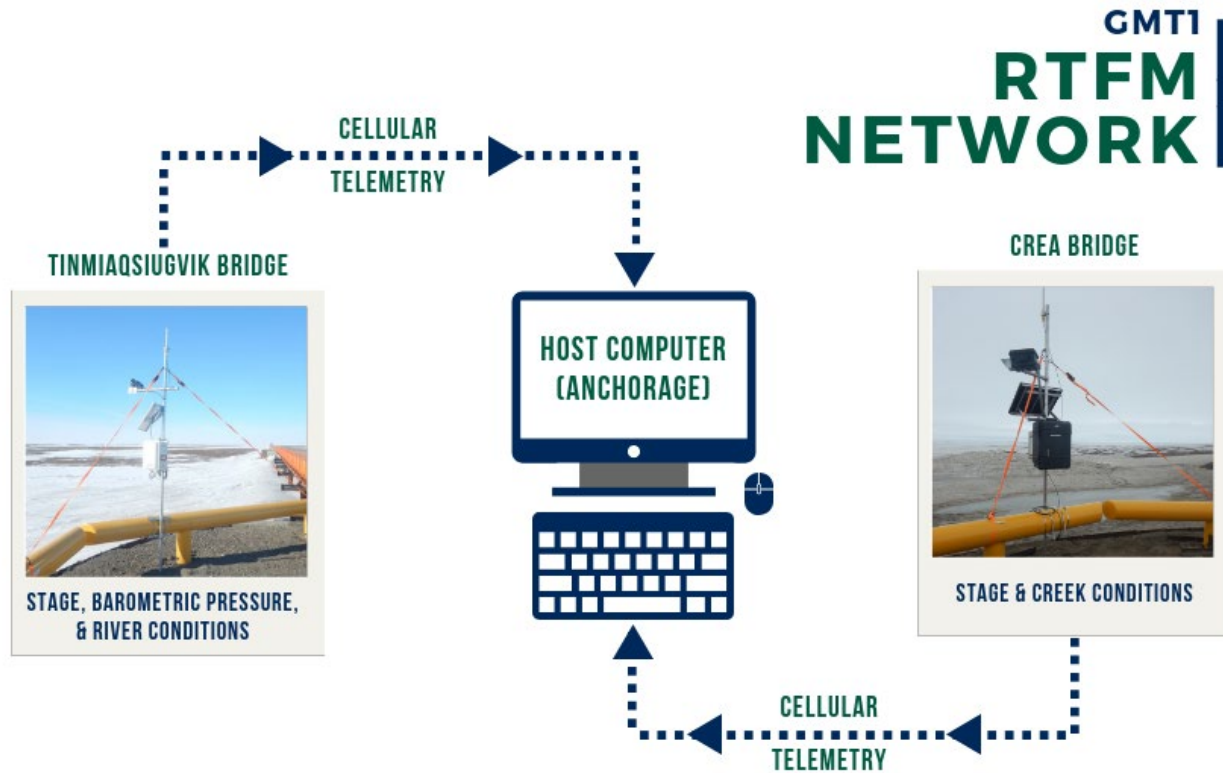 GMT1
RTFM
NETWORK
CELLULAR
TELEMETRY
TINMIAQSIUGVIK BRIDGE
CREA BRIDGE
HOST COMPUTER
(ANCHORAGE)
STAGE, BAROMETRIC PRESSURE,
& RIVER CONDITIONS
STAGE & CREEK CONDITIONS
CELLULAR
TELEMETRY